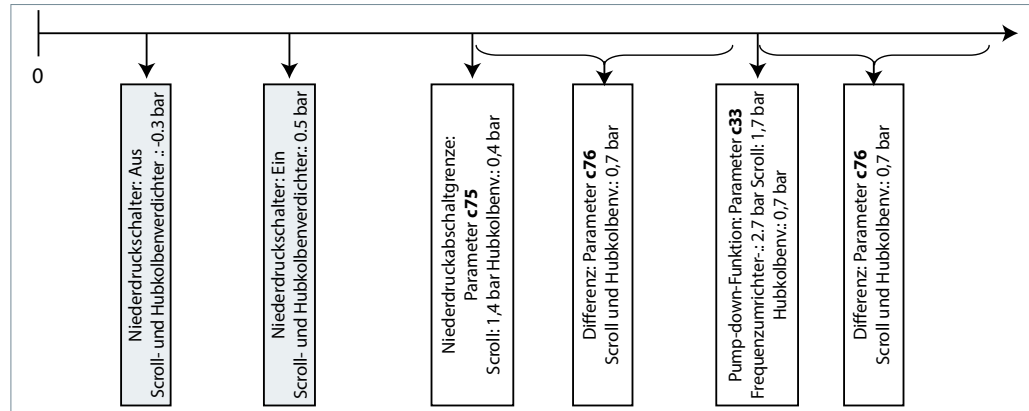 0
Niederdruckschalter: Aus
Scroll- und Hubkolbenverdichter .: -0.3 bar
Niederdruckschalter: Ein
Scroll- und Hubkolbenverdichter.: 0.5 bar
Niederdruckabschaltgrenze:
Parameter c75
Scroll: 1,4 bar Hubkolbenv.: 0,4 bar
Differenz: Parameter c76
Scroll und Hubkolbenv.: 0,7 bar
Pump-down-Funktion: Parameter c33
Frequenzumrichter-.: 2.7 bar Scroll: 1,7 bar
Hubkolbenv.: 0,7 bar
Differenz: Parameter c76
Scroll und Hubkolbenv.: 0,7 bar